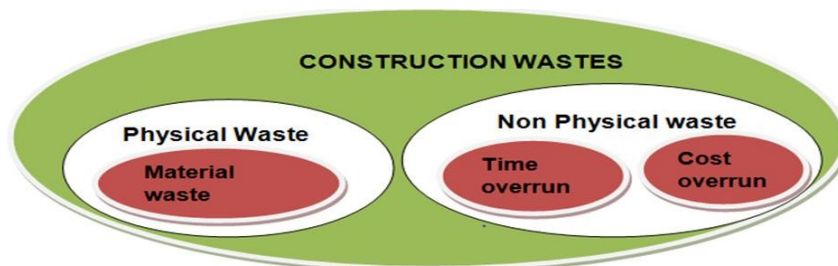 CONSTRUCTION WASTES
Physical Waste
Material
waste
Non Physical waste
Time
overrun
Cost
overrun